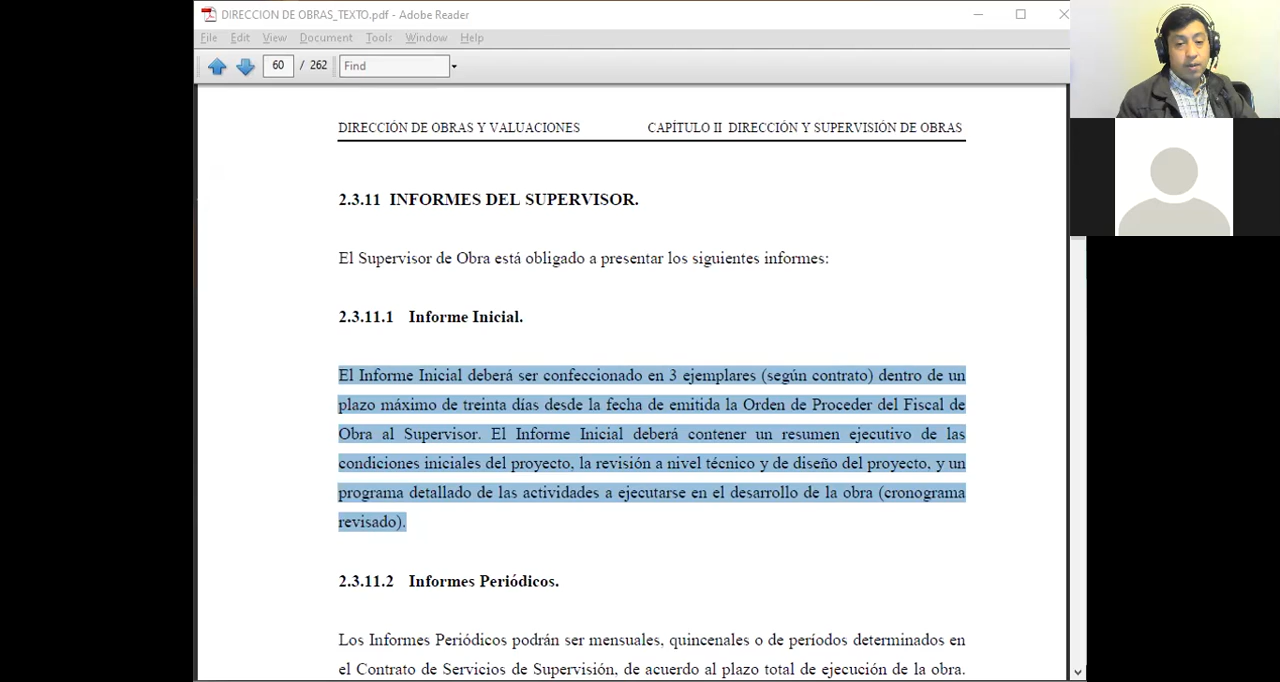 DIRECCION DE OBRAS_TEXTO.pdf - Adobe Reader
File Edit View Document Tools Window Help
60 / 262 Find
DIRECCIÓN DE OBRAS Y VALUACIONES CAPÍTULO II DIRECCIÓN Y SUPERVISIÓN DE OBRAS
2.3.11 INFORMES DEL SUPERVISOR.
El Supervisor de Obra está obligado a presentar los siguientes informes:
2.3.11.1 Informe Inicial.
El Informe Inicial deberá ser confeccionado en 3 ejemplares (según contrato) dentro de un
plazo máximo de treinta días desde la fecha de emitida la Orden de Proceder del Fiscal de
Obra al Supervisor. El Informe Inicial deberá contener un resumen ejecutivo de las
condiciones iniciales del proyecto, la revisión a nivel técnico y de diseño del proyecto, y un
programa detallado de las actividades a ejecutarse en el desarrollo de la obra (cronograma
revisado).
2.3.11.2 Informes Periódicos.
Los Informes Periódicos podrán ser mensuales, quincenales o de períodos determinados en
el Contrato de Servicios de Supervisión, de acuerdo al plazo total de ejecución de la obra.